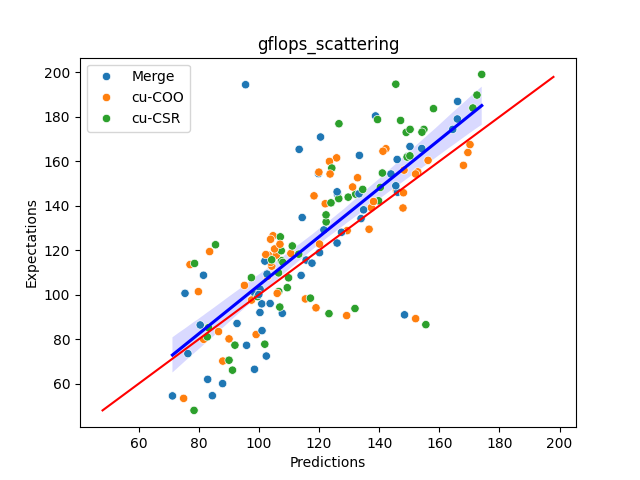 gflops_scattering
Merge
cu-COO
cu-CSR
200
180
160
140
120
100
80
60
Expectations
60 80 100 120 140 160 180 200
Predictions